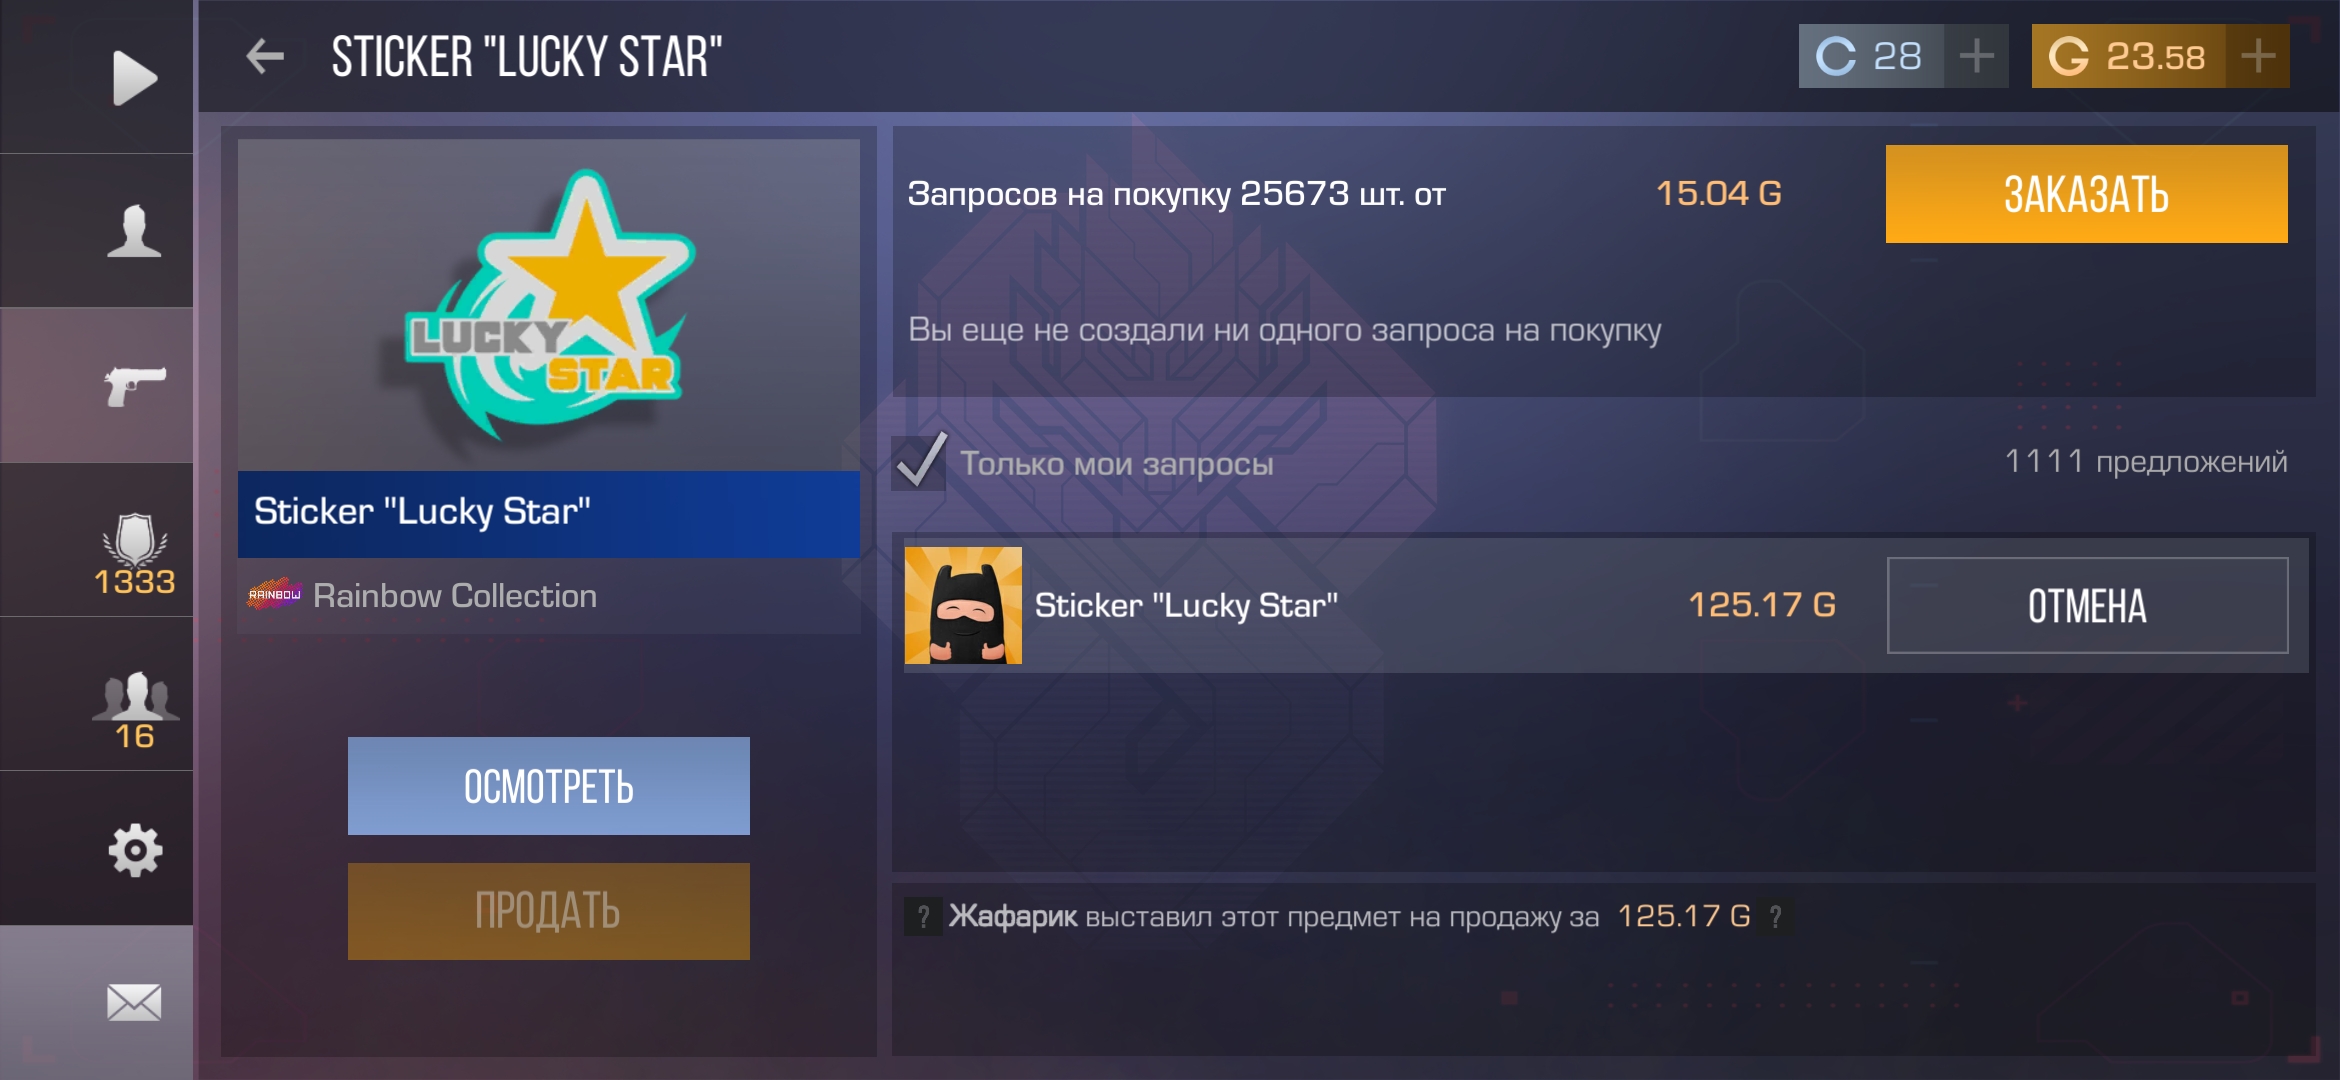 STICKER "LUCKY STAR"
28
23.58
LUCKY
STAR
Sticker "Lucky Star"
RAINBOW
Rainbow Collection
ОСМОТРЕТЬ
ПРОДАТЬ
Запросов на покупку 25673 шт. от
15.04 G
ЗАКАЗАТЬ
Вы еще не создали ни одного запроса на покупку
Только мои запросы
1111 предложений
Sticker "Lucky Star"
125.17 G
ОТМЕНА
? Жафарик выставил этот предмет на продажу за 125.17 G ?
1333
16